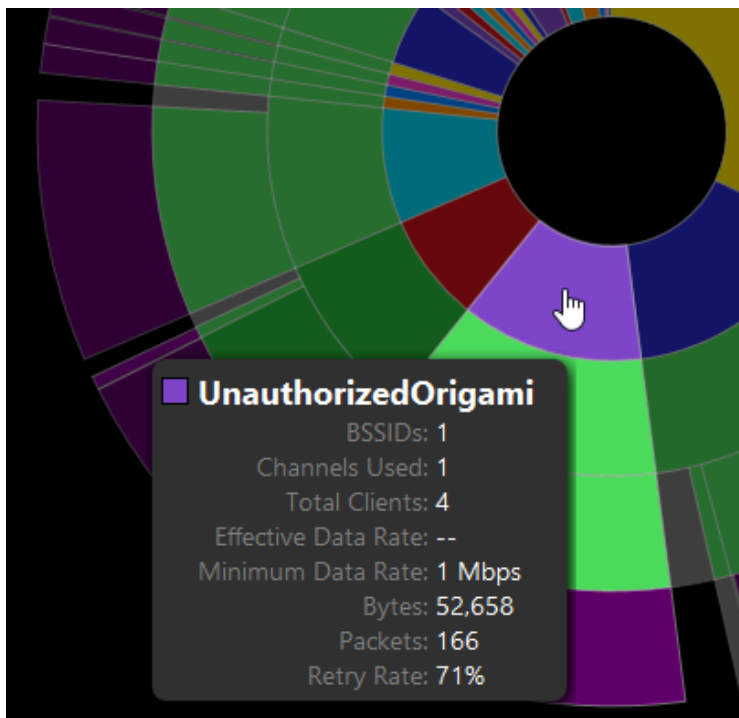 UnauthorizedOrigami
BSSIDs: 1
Channels Used: 1
Total Clients: 4
Effective Data Rate: --
Minimum Data Rate: 1 Mbps
Bytes: 52,658
Packets: 166
Retry Rate: 71%